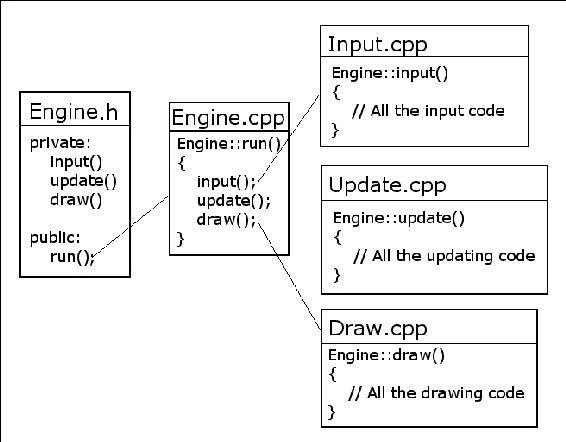 Engine.h
private:
input()
update()
draw()
public:
run();
Engine.cpp
Engine::run()
{
input();
update();
draw();
}
Input.cpp
Engine::input()
{
// All the input code
}
Update.cpp
Engine::update()
{
// All the updating code
}
Draw.cpp
Engine::draw()
{
// All the drawing code
}